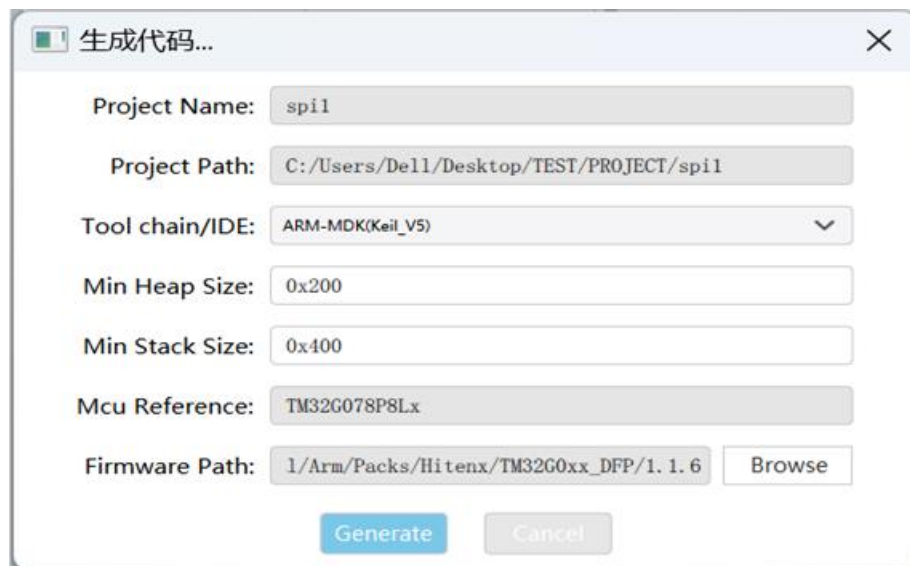 生成代码...
Project Name: spi1
Project Path: C:/Users/Dell/Desktop/TEST/PROJECT/spi1
Tool chain/IDE: ARM-MDK(Keil_V5)
Min Heap Size: 0x200
Min Stack Size: 0x400
Mcu Reference: TM32G078P8Lx
Firmware Path: l/Arm/Packs/Hitenx/TM32G0xx_DFP/1.1.6 Browse
Generate Cancel